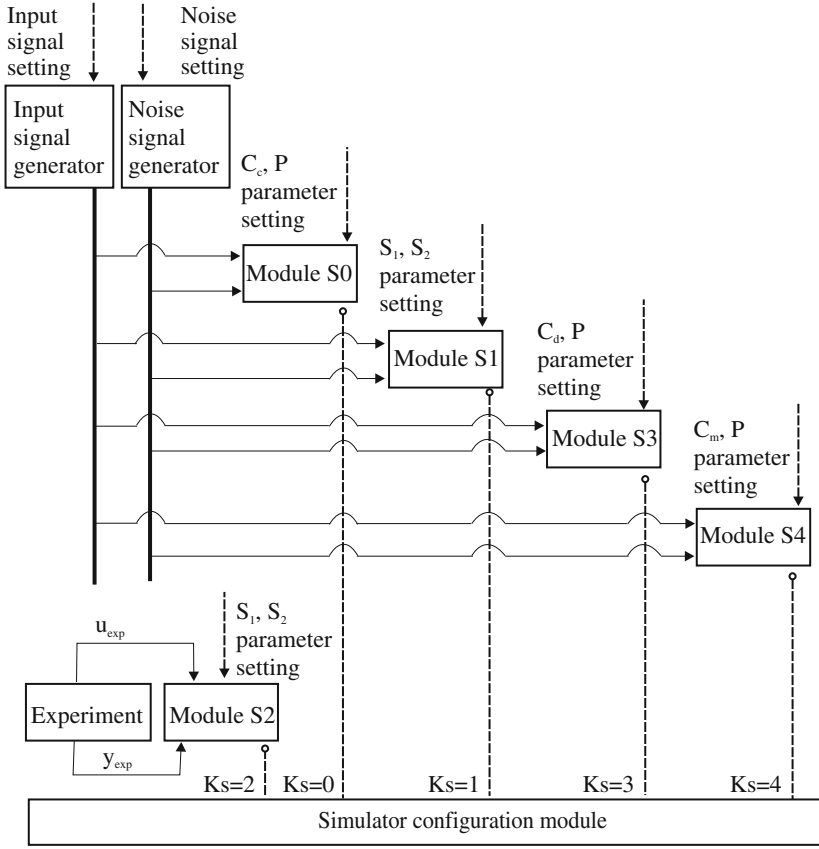 Input
signal
setting
Noise
signal
setting
Input
signal
generator
Noise
signal
generator
C_c, P
parameter
setting
Module S0
S_1, S_2
parameter
setting
Module S1
C_d, P
parameter
setting
Module S3
C_m, P
parameter
setting
Module S4
S_1, S_2
parameter
setting
u_exp
Experiment
Module S2
y_exp
Ks=2
Ks=0
Ks=1
Ks=3
Ks=4
Simulator configuration module